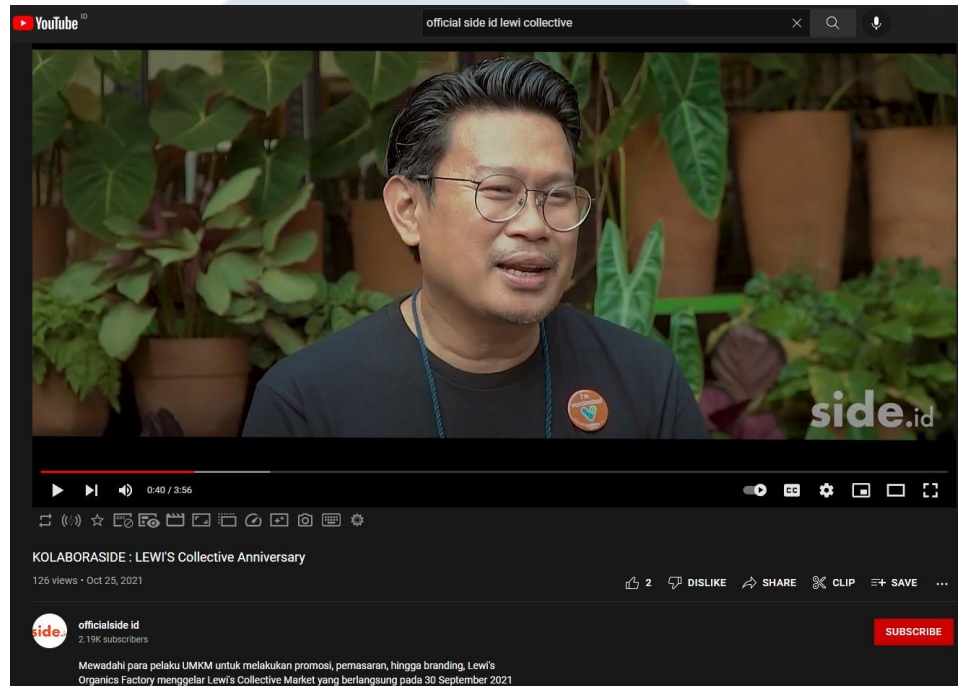 YouTube ID
official side id lewi collective
I'm vaccinated
side.id
0:40 / 3:56
CC
KOLABORASIDE : LEWI'S Collective Anniversary
126 views • Oct 25, 2021
2 DISLIKE SHARE CLIP SAVE ...
side.
officialside id
2.19K subscribers
SUBSCRIBE
Mewadahi para pelaku UMKM untuk melakukan promosi, pemasaran, hingga branding, Lewi's
Organics Factory menggelar Lewi's Collective Market yang berlangsung pada 30 September 2021